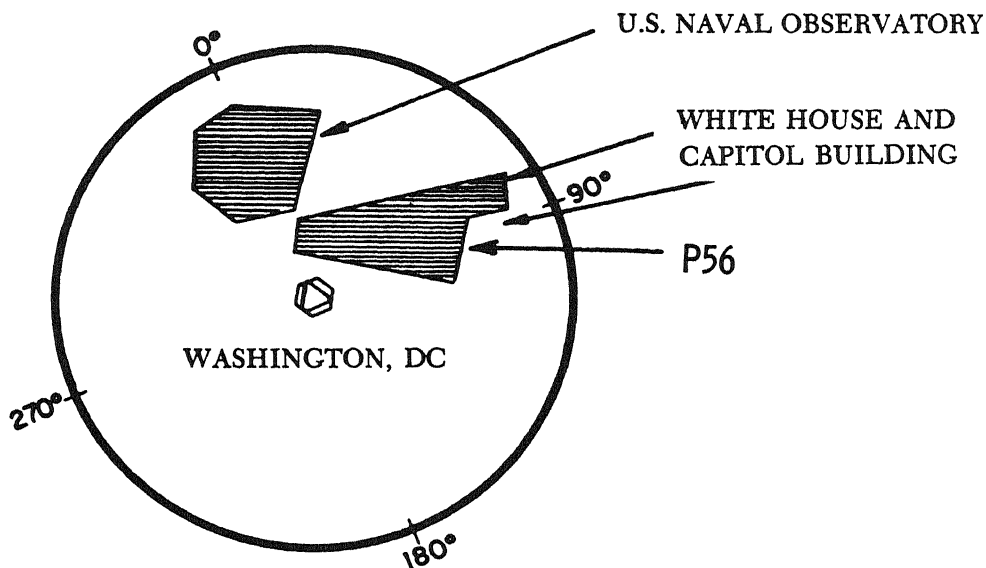 U.S. NAVAL OBSERVATORY
0°
WHITE HOUSE AND
CAPITOL BUILDING
90°
P56
WASHINGTON, DC
270°
180°